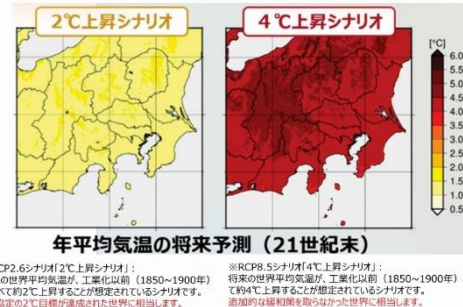 2℃上昇シナリオ
4℃上昇シナリオ
[℃]
6.0
5.5
5.0
4.5
4.0
3.5
3.0
2.5
2.0
1.5
1.0
0.5
年平均気温の将来予測（21世紀末）
CP2.6シナリオ「2℃上昇シナリオ」：
の世界平均気温が、工業化以前（1850~1900年）
べて約2℃上昇することが想定されているシナリオです。
協定の2℃目標が達成された世界に相当します。
※RCP8.5シナリオ「4℃上昇シナリオ」：
将来の世界平均気温が、工業化以前（1850~1900年）
て約4℃上昇することが想定されているシナリオです。
追加的な緩和策を取らなかった世界に相当します。